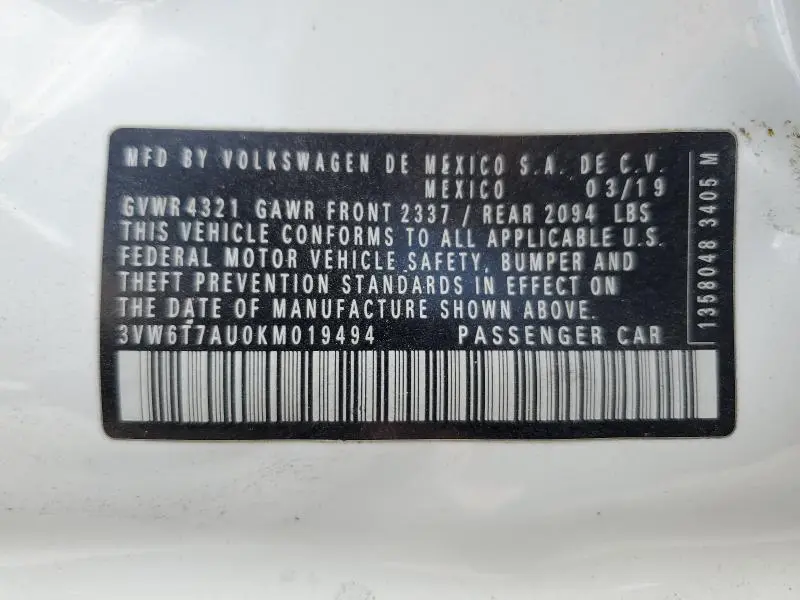 MFD BY VOLKSWAGEN DE MEXICO S.A. DE C.V.
MEXICO 03/19
GVWR 4321 GAWR FRONT 2337 / REAR 2094 LBS
THIS VEHICLE CONFORMS TO ALL APPLICABLE U.S.
FEDERAL MOTOR VEHICLE SAFETY, BUMPER AND
THEFT PREVENTION STANDARDS IN EFFECT ON
THE DATE OF MANUFACTURE SHOWN ABOVE.
3VW6T7AU0KM019494 PASSENGER CAR
1358048 3405 M